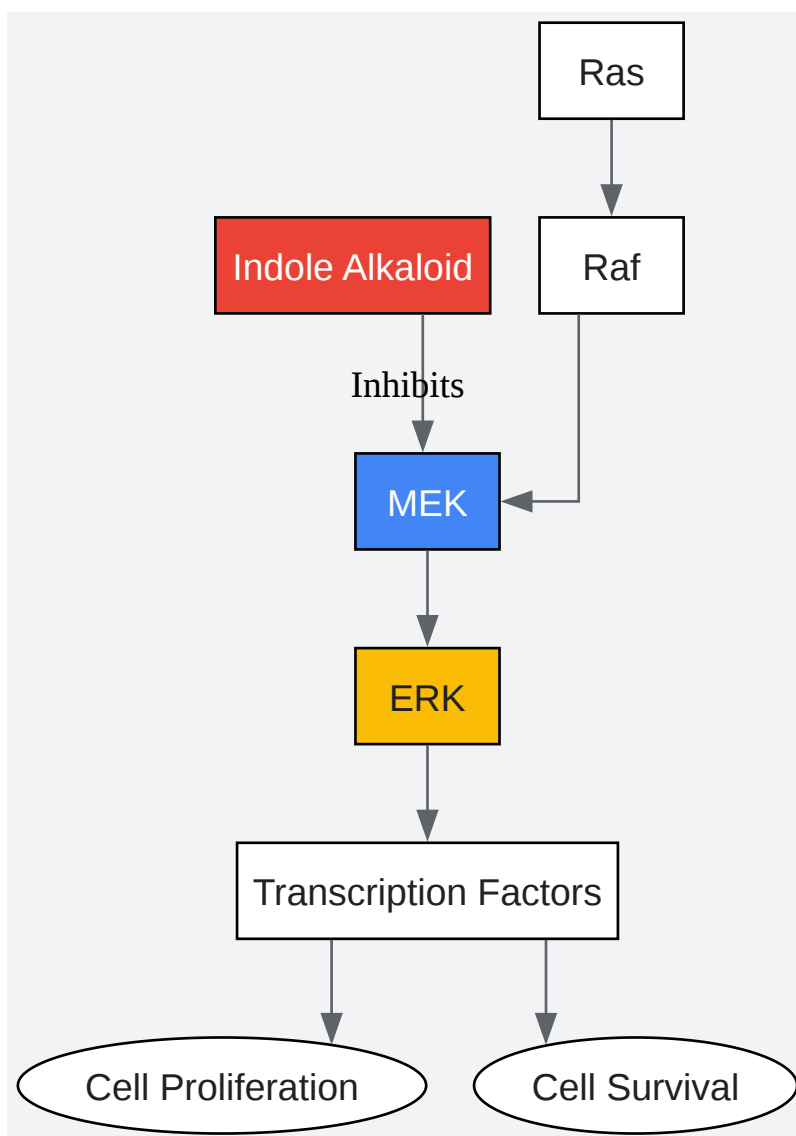 Ras
Indole Alkaloid
Raf
Inhibits
MEK
ERK
Transcription Factors
Cell Proliferation
Cell Survival